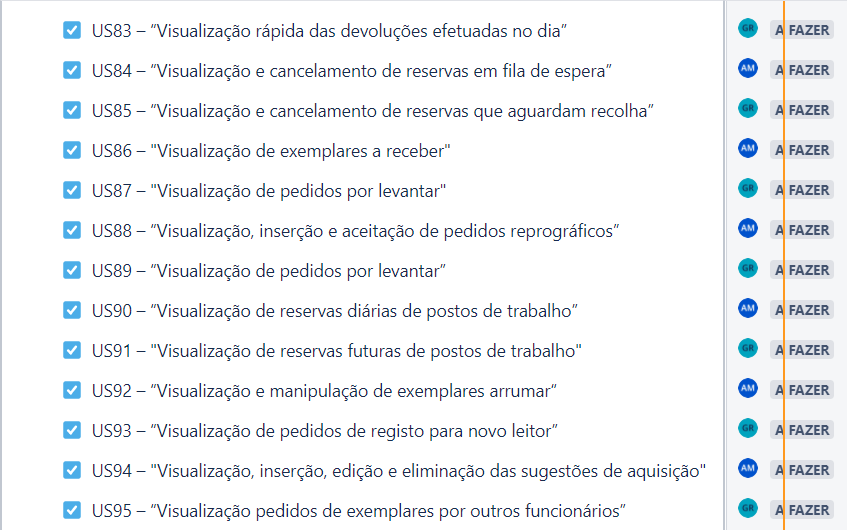 US83 – “Visualização rápida das devoluções efetuadas no dia” GR A FAZER
US84 – “Visualização e cancelamento de reservas em fila de espera” AM A FAZER
US85 – “Visualização e cancelamento de reservas que aguardam recolha” GR A FAZER
US86 – "Visualização de exemplares a receber" AM A FAZER
US87 – "Visualização de pedidos por levantar" GR A FAZER
US88 – “Visualização, inserção e aceitação de pedidos reprográficos” AM A FAZER
US89 – “Visualização de pedidos por levantar” GR A FAZER
US90 – “Visualização de reservas diárias de postos de trabalho” AM A FAZER
US91 – "Visualização de reservas futuras de postos de trabalho" GR A FAZER
US92 – “Visualização e manipulação de exemplares arrumar“ AM A FAZER
US93 – “Visualização de pedidos de registo para novo leitor” GR A FAZER
US94 – "Visualização, inserção, edição e eliminação das sugestões de aquisição" AM A FAZER
US95 – “Visualização pedidos de exemplares por outros funcionários” GR A FAZER